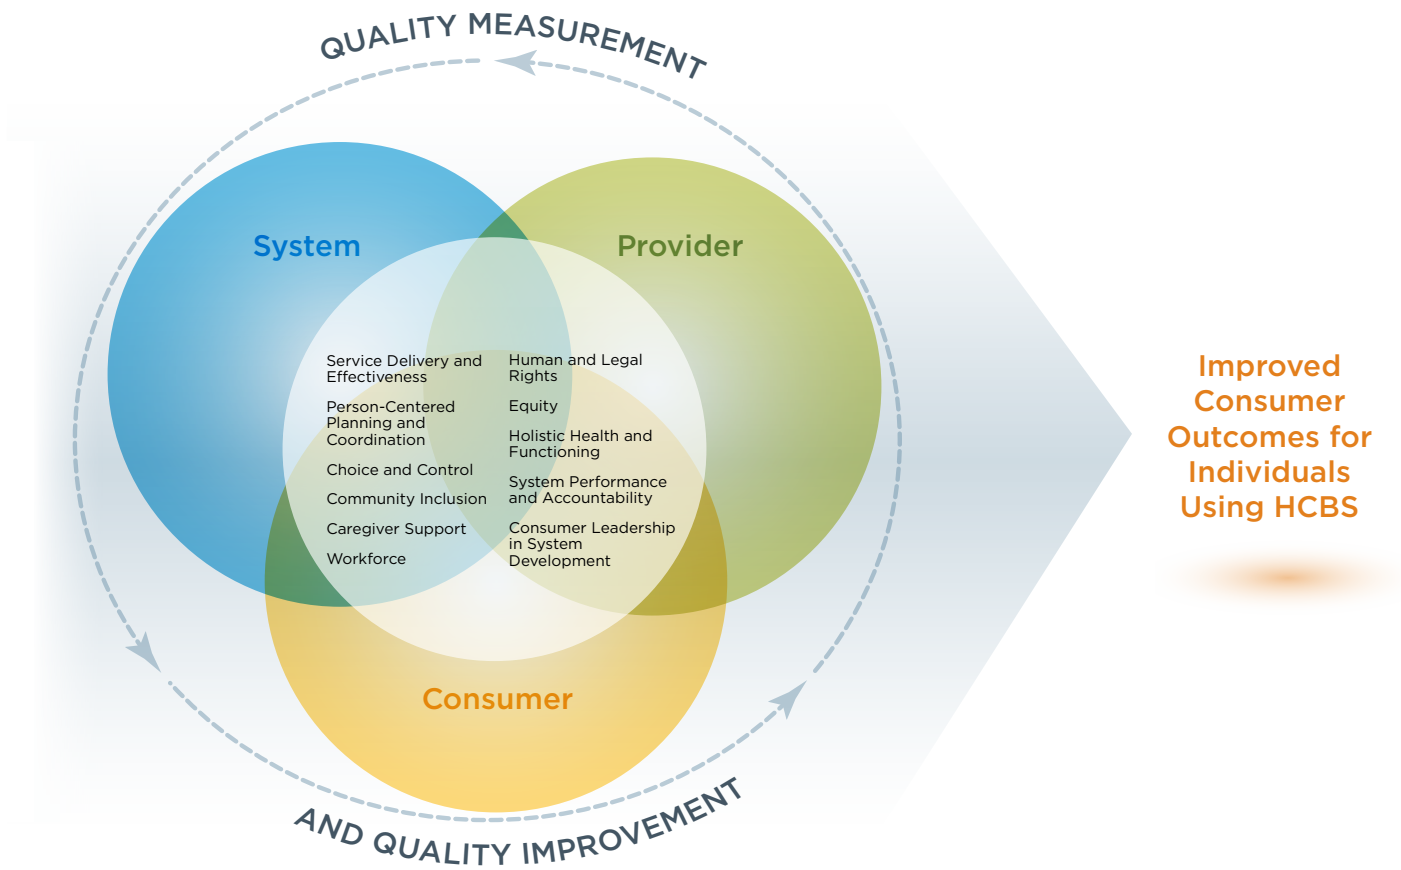 QUALITY MEASUREMENT
System
Provider
Service Delivery and
Effectiveness
Person-Centered
Planning and
Coordination
Choice and Control
Community Inclusion
Caregiver Support
Workforce
Human and Legal
Rights
Equity
Holistic Health and
Functioning
System Performance
and Accountability
Consumer Leadership
in System
Development
Consumer
AND QUALITY IMPROVEMENT
Improved
Consumer
Outcomes for
Individuals
Using HCBS